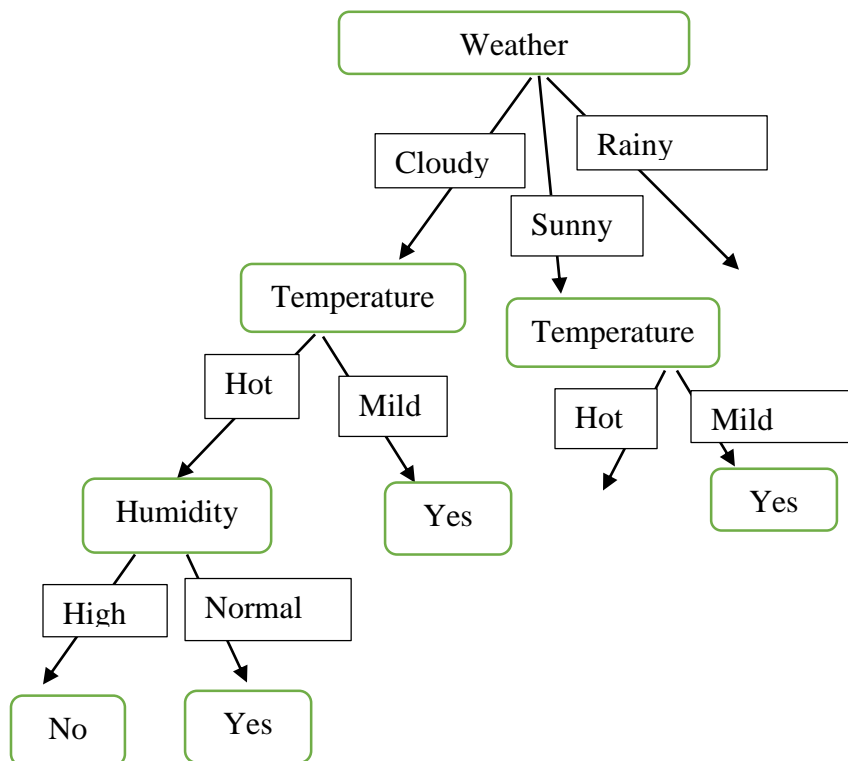 Weather
Cloudy
Rainy
Sunny
Temperature
Temperature
Hot
Mild
Hot
Mild
Humidity
Yes
Yes
High
Normal
No
Yes